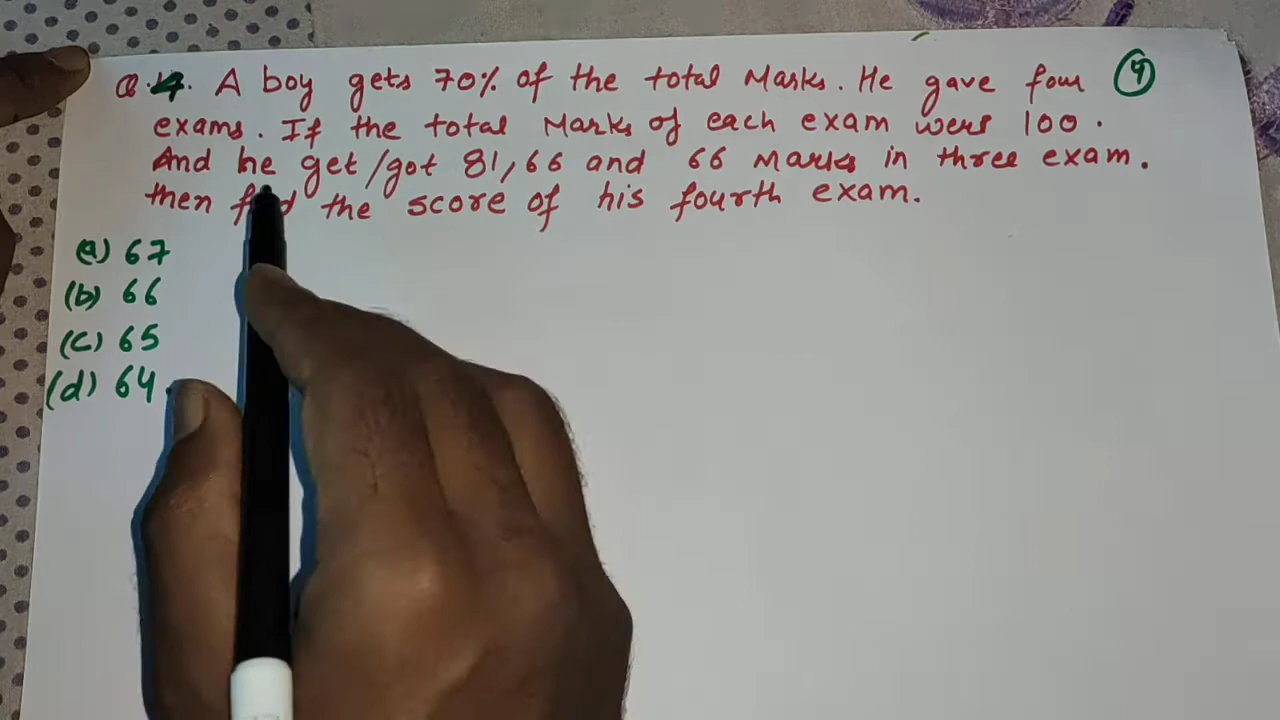 Q.4. A boy gets 70% of the total Marks. He gave four (4)
exams. If the total Marks of each exam were 100.
And he get/got 81,66 and 66 Marks in three exam.
then find the score of his fourth exam.
(a) 67
(b) 66
(c) 65
(d) 64.